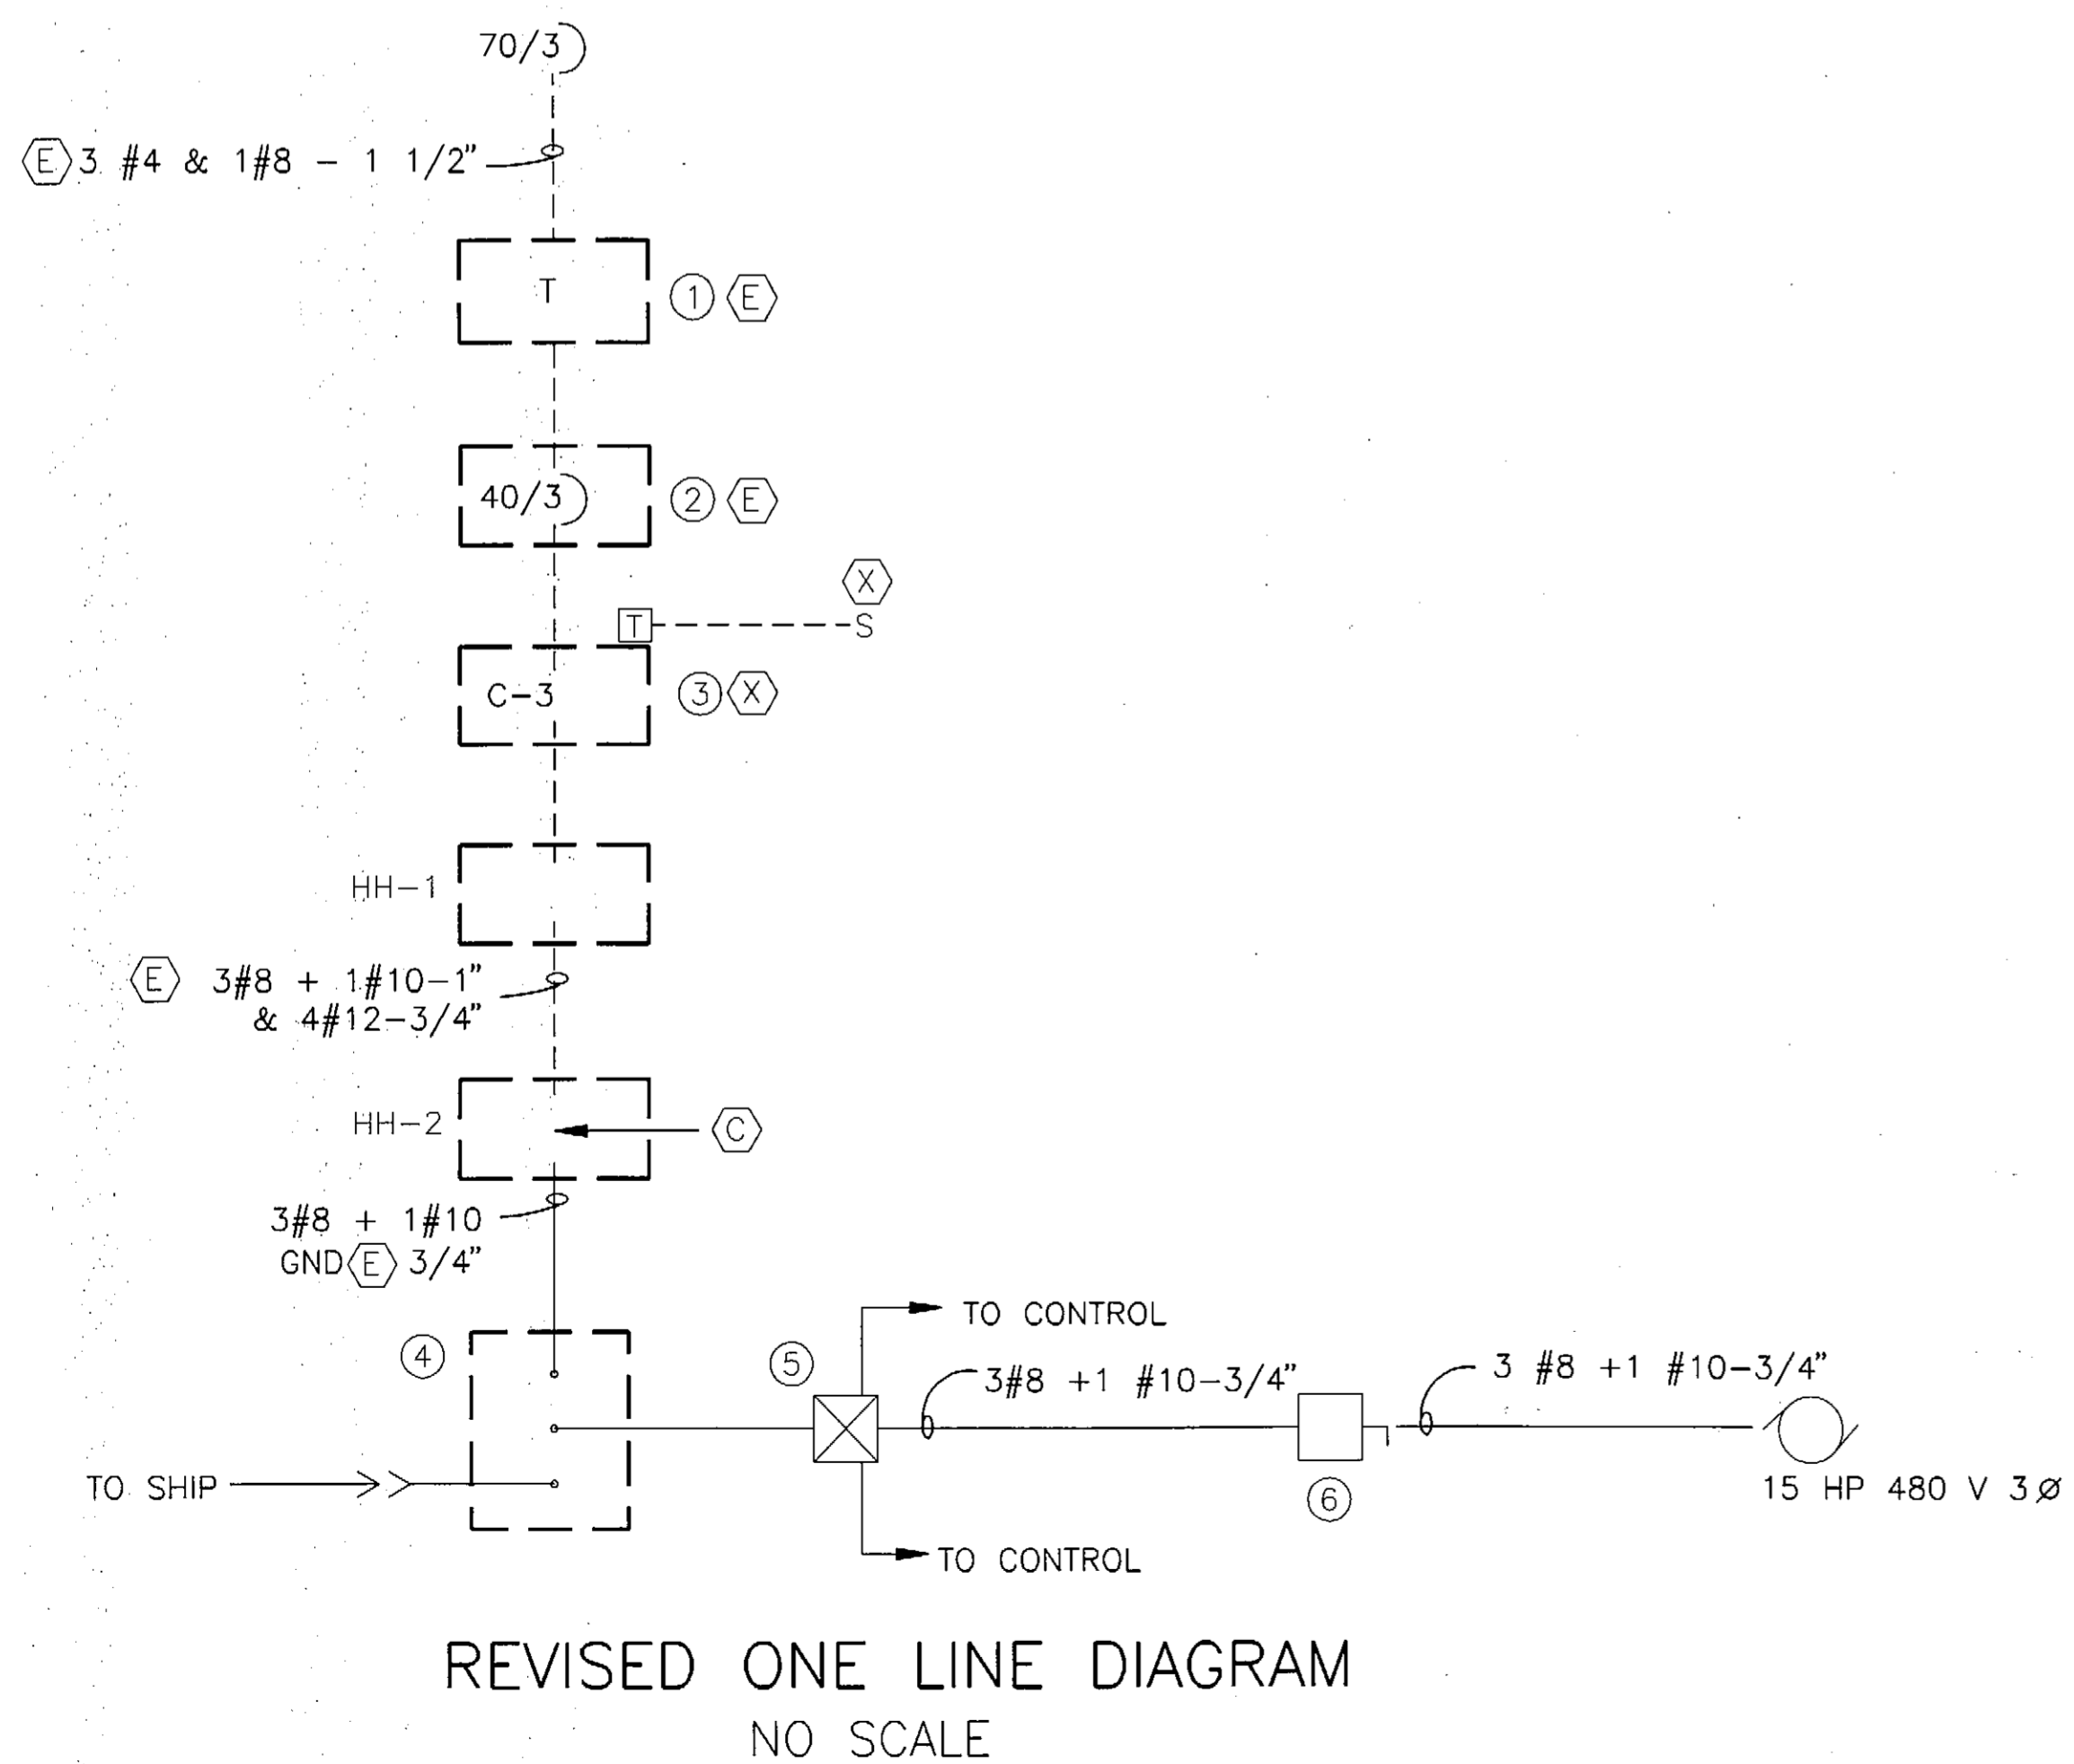 70/3
E 3 #4 & 1#8 - 1 1/2"
T 1 E
40/3 2 E
X
T S
C-3 3 X
HH-1
E 3#8 + 1#10-1"
& 4#12-3/4"
HH-2 C
3#8 + 1#10
GND E 3/4"
TO CONTROL
4 5 3#8 +1 #10-3/4" 3 #8 +1 #10-3/4"
TO SHIP 6 15 HP 480 V 3Ø
TO CONTROL
REVISED ONE LINE DIAGRAM
NO SCALE